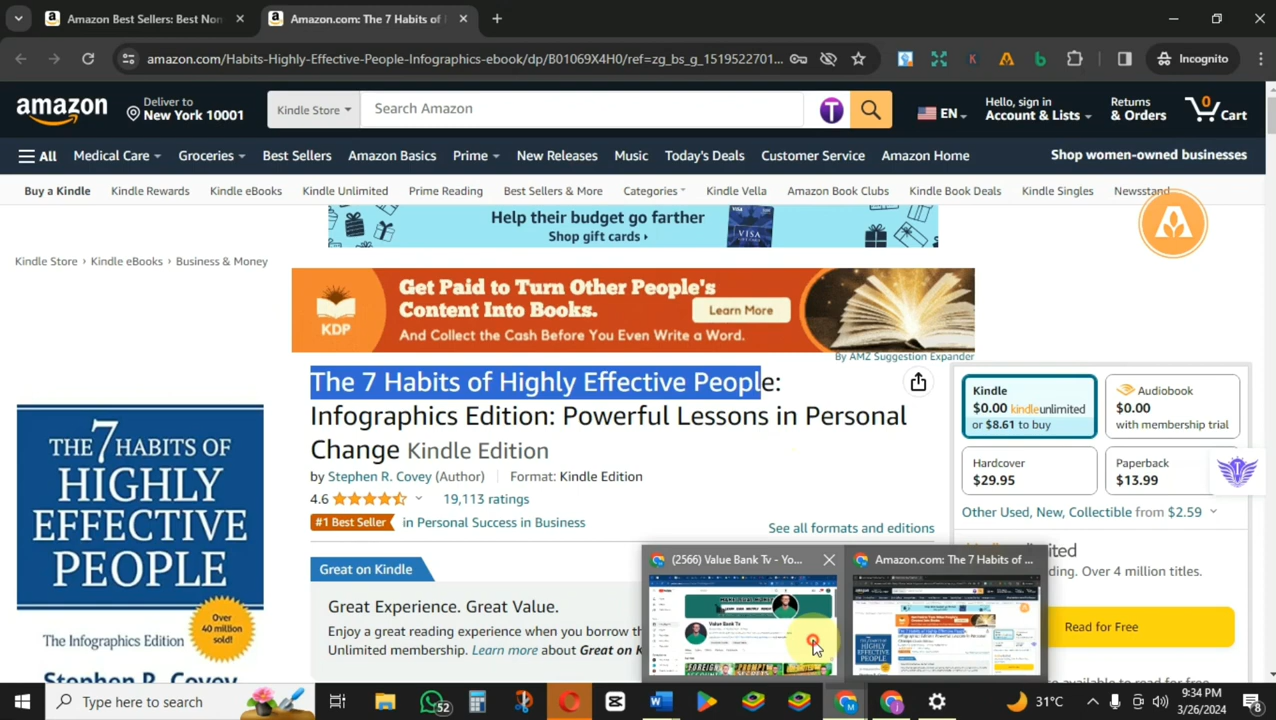 Amazon Best Sellers: Best Non
Amazon.com: The 7 Habits of
amazon.com/Habits-Highly-Effective-People-Infographics-ebook/dp/B01069X4H0/ref=zg_bs_g_1519522701...
Incognito
amazon
Deliver to
New York 10001
Kindle Store
Search Amazon
T
EN
Hello, sign in
Account & Lists
Returns
& Orders
0
Cart
All
Medical Care
Groceries
Best Sellers
Amazon Basics
Prime
New Releases
Music
Today's Deals
Customer Service
Amazon Home
Shop women-owned businesses
Buy a Kindle
Kindle Rewards
Kindle eBooks
Kindle Unlimited
Prime Reading
Best Sellers & More
Categories
Kindle Vella
Amazon Book Clubs
Kindle Book Deals
Kindle Singles
Newsstand
Help their budget go farther
Shop gift cards ›
VISA
Kindle Store › Kindle eBooks › Business & Money
KDP
Get Paid to Turn Other People's
Content Into Books.
And Collect the Cash Before You Even Write a Word.
Learn More
By AMZ Suggestion Expander
The 7 Habits of Highly Effective People:
Infographics Edition: Powerful Lessons in Personal
Change Kindle Edition
by Stephen R. Covey (Author)
Format: Kindle Edition
4.6
19,113 ratings
#1 Best Seller in Personal Success in Business
See all formats and editions
Great on Kindle
Great Experience. Great Value.
Enjoy a great reading experience when you borrow
Unlimited membership. Learn more about Great on
THE 7 HABITS OF
HIGHLY
EFFECTIVE
PEOPLE
Over
40 million
sold!
The Infographics Edition
Kindle
$0.00 kindleunlimited
or $8.61 to buy
Audiobook
$0.00
with membership trial
Hardcover
$29.95
Paperback
$13.99
Other Used, New, Collectible from $2.59
limited
ding. Over 4 million titles.
Read for Free
available to read for free
(2566) Value Bank Tv - Yo...
Value Bank Tv
Amazon.com: The 7 Habits of ...
Type here to search
52
31°C
9:34 PM
3/26/2024
8